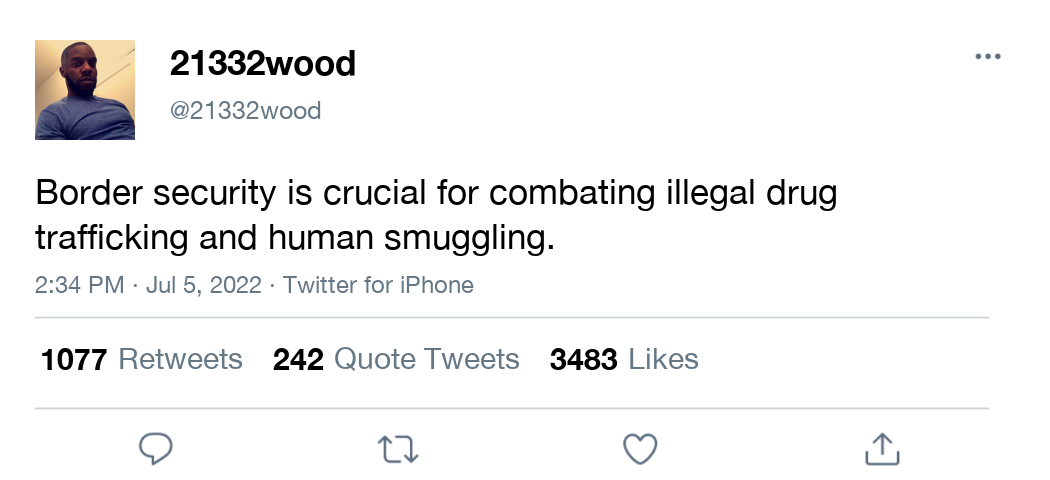 21332wood
@21332wood
Border security is crucial for combating illegal drug
trafficking and human smuggling.
2:34 PM · Jul 5, 2022 · Twitter for iPhone
1077 Retweets 242 Quote Tweets 3483 Likes